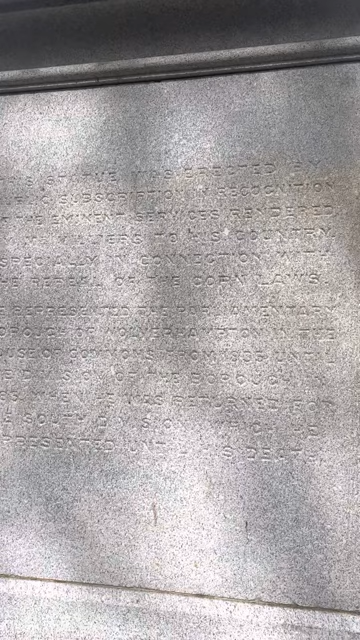 THIS STATUE WAS ERECTED BY
PUBLIC SUBSCRIPTION IN RECOGNITION
OF THE EMINENT SERVICES RENDERED
BY MR VILLIERS TO HIS COUNTRY,
ESPECIALLY IN CONNECTION WITH
THE REPEAL OF THE CORN LAWS.
HE REPRESENTED THE PARLIAMENTARY
BOROUGH OF WOLVERHAMPTON IN THE
HOUSE OF COMMONS FROM 1835 UNTIL
THE DIVISION OF THE BOROUGH IN
WHEN HE WAS RETURNED FOR
THE SOUTH DIVISION WHICH HE
REPRESENTED UNTIL HIS DEATH